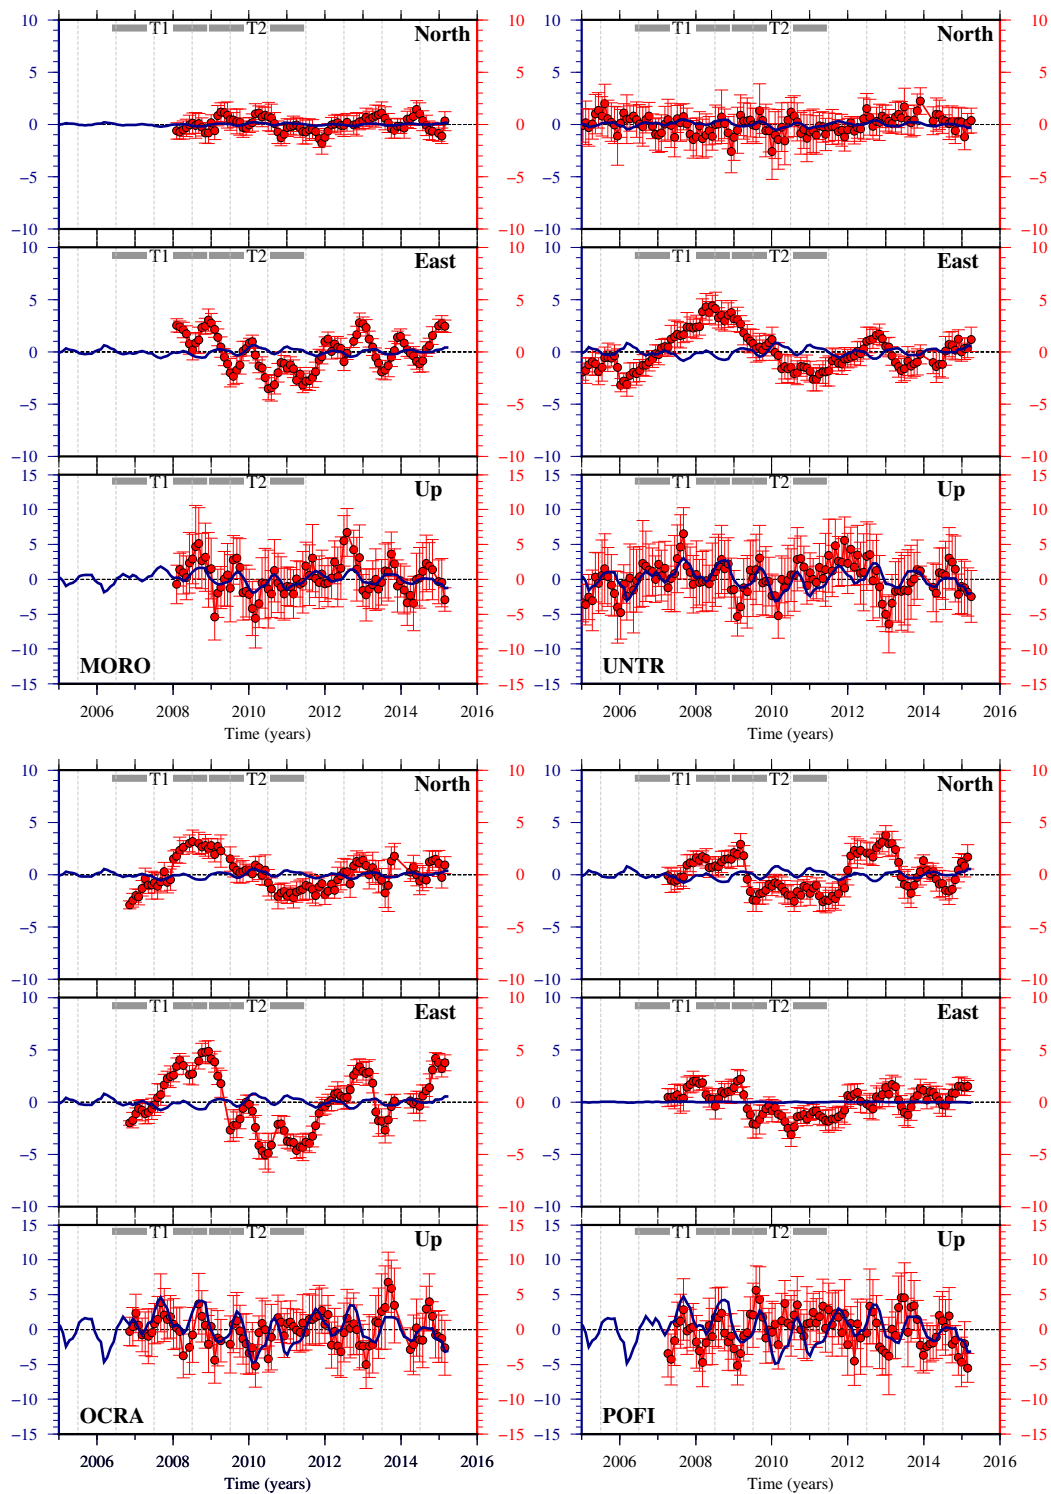 10 10 10 10
T1 T2 North T1 T2 North
5 5 5 5
0 0 0 0
−5 −5 −5 −5
−10 −10 −10 −10
10 10 10 10
T1 T2 East T1 T2 East
5 5 5 5
0 0 0 0
−5 −5 −5 −5
−10 −10 −10 −10
15 15 15 15
T1 T2 Up T1 T2 Up
10 10 10 10
5 5 5 5
0 0 0 0
−5 −5 −5 −5
−10 −10 −10 −10
MORO UNTR
−15 −15 −15 −15
2006 2008 2010 2012 2014 2016 2006 2008 2010 2012 2014 2016
Time (years) Time (years)
10 10 10 10
T1 T2 North T1 T2 North
5 5 5 5
0 0 0 0
−5 −5 −5 −5
−10 −10 −10 −10
10 10 10 10
T1 T2 East T1 T2 East
5 5 5 5
0 0 0 0
−5 −5 −5 −5
−10 −10 −10 −10
15 15 15 15
T1 T2 Up T1 T2 Up
10 10 10 10
5 5 5 5
0 0 0 0
−5 −5 −5 −5
−10 −10 −10 −10
OCRA POFI
−15 −15 −15 −15
2006 2008 2010 2012 2014 2016 2006 2008 2010 2012 2014 2016
Time (years) Time (years)